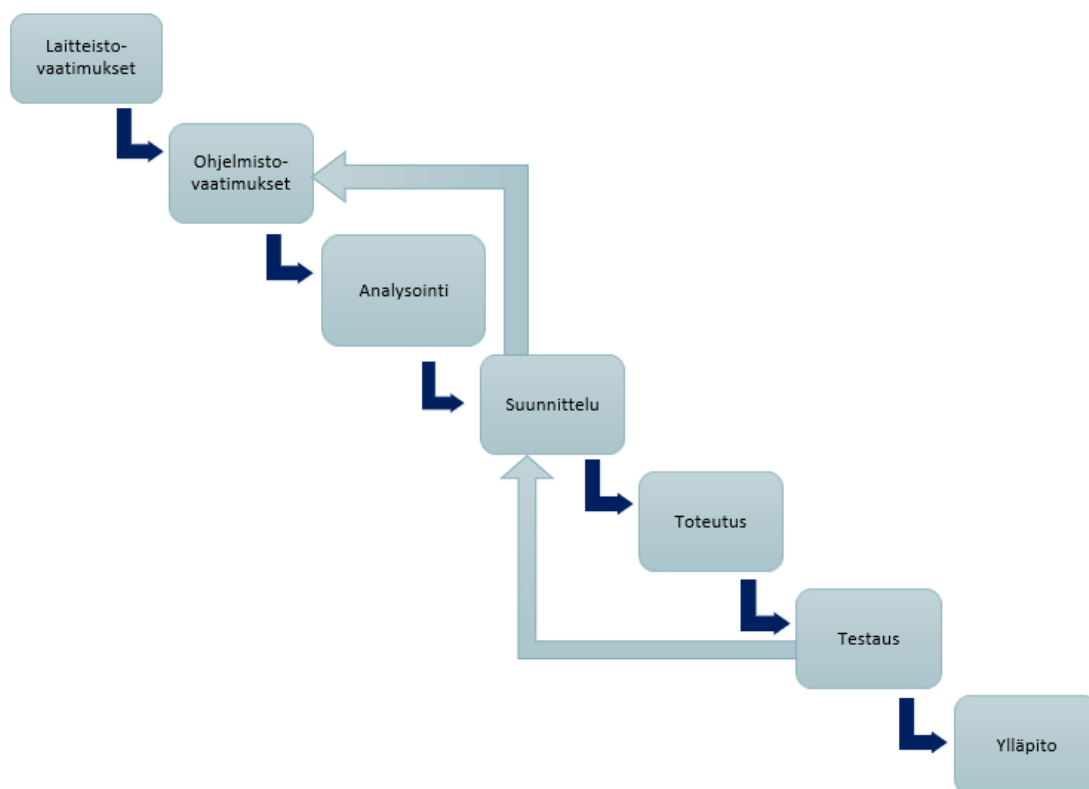 Laitteisto-
vaatimukset
Ohjelmisto-
vaatimukset
Analysointi
Suunnittelu
Toteutus
Testaus
Ylläpito